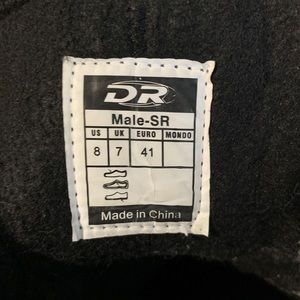 DR
Male-SR
US UK EURO MONDO
8 7 41
Made in China